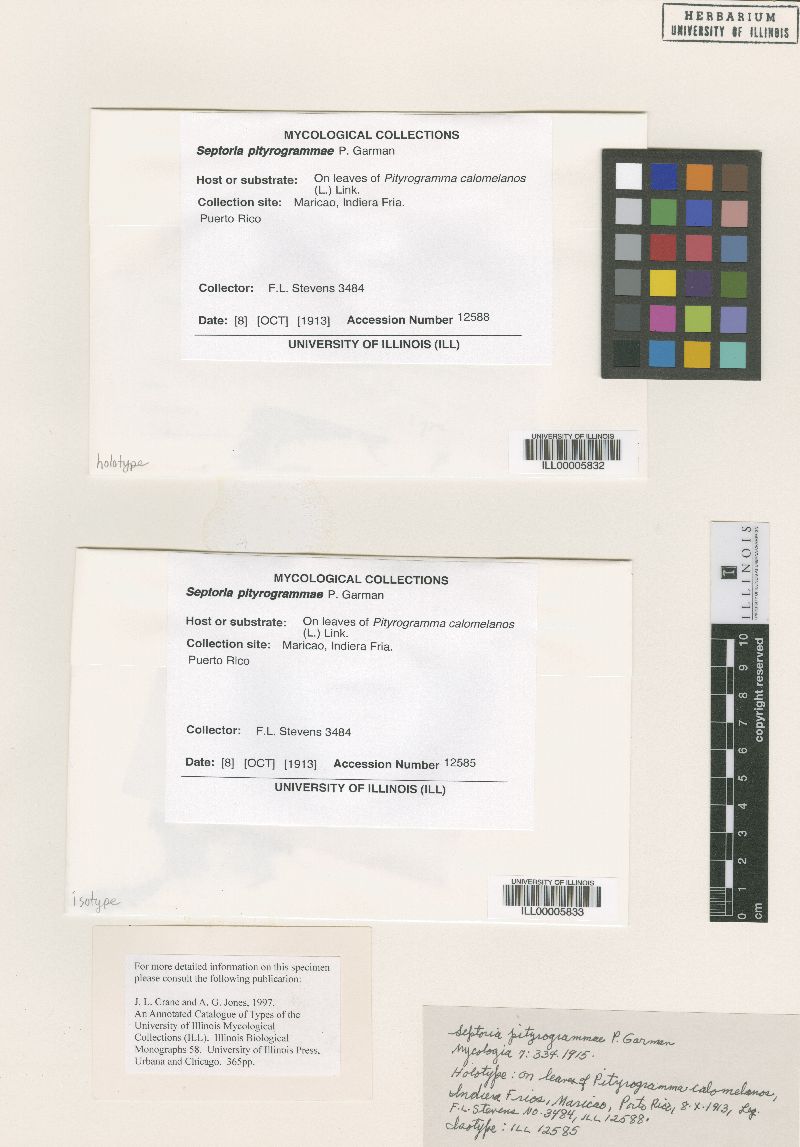 HERBARIUM
UNIVERSITY OF ILLINOIS
MYCOLOGICAL COLLECTIONS
Septoria pityrogrammae P. Garman
Host or substrate: On leaves of Pityrogramma calomelanos
(L.) Link.
Collection site: Maricao, Indiera Fria.
Puerto Rico
Collector: F.L. Stevens 3484
Date: [8] [OCT] [1913] Accession Number 12588
UNIVERSITY OF ILLINOIS (ILL)
holotype
UNIVERSITY OF ILLINOIS
ILL00005832
MYCOLOGICAL COLLECTIONS
Septoria pityrogrammae P. Garman
Host or substrate: On leaves of Pityrogramma calomelanos
(L.) Link.
Collection site: Maricao, Indiera Fria.
Puerto Rico
Collector: F.L. Stevens 3484
Date: [8] [OCT] [1913] Accession Number 12585
UNIVERSITY OF ILLINOIS (ILL)
isotype
UNIVERSITY OF ILLINOIS
ILL00005833
ILLINOIS
0 1 2 3 4 5 6 7 8 9 10
cm copyright reserved
For more detailed information on this specimen
please consult the following publication:
J. L. Crane and A. G. Jones, 1997.
An Annotated Catalogue of Types of the
University of Illinois Mycological
Collections (ILL). Illinois Biological
Monographs 58. University of Illinois Press,
Urbana and Chicago. 365pp.
Septoria pityrogrammae P. Garman
Mycologia 7: 334. 1915.
Holotype: on leaves of Pityrogramma calomelanos,
Indiera Frios, Maricao, Porto Rico, 8-X-1913, Leg.
F.L. Stevens No. 3484, ILL 12588.
Isotype: ILL 12585